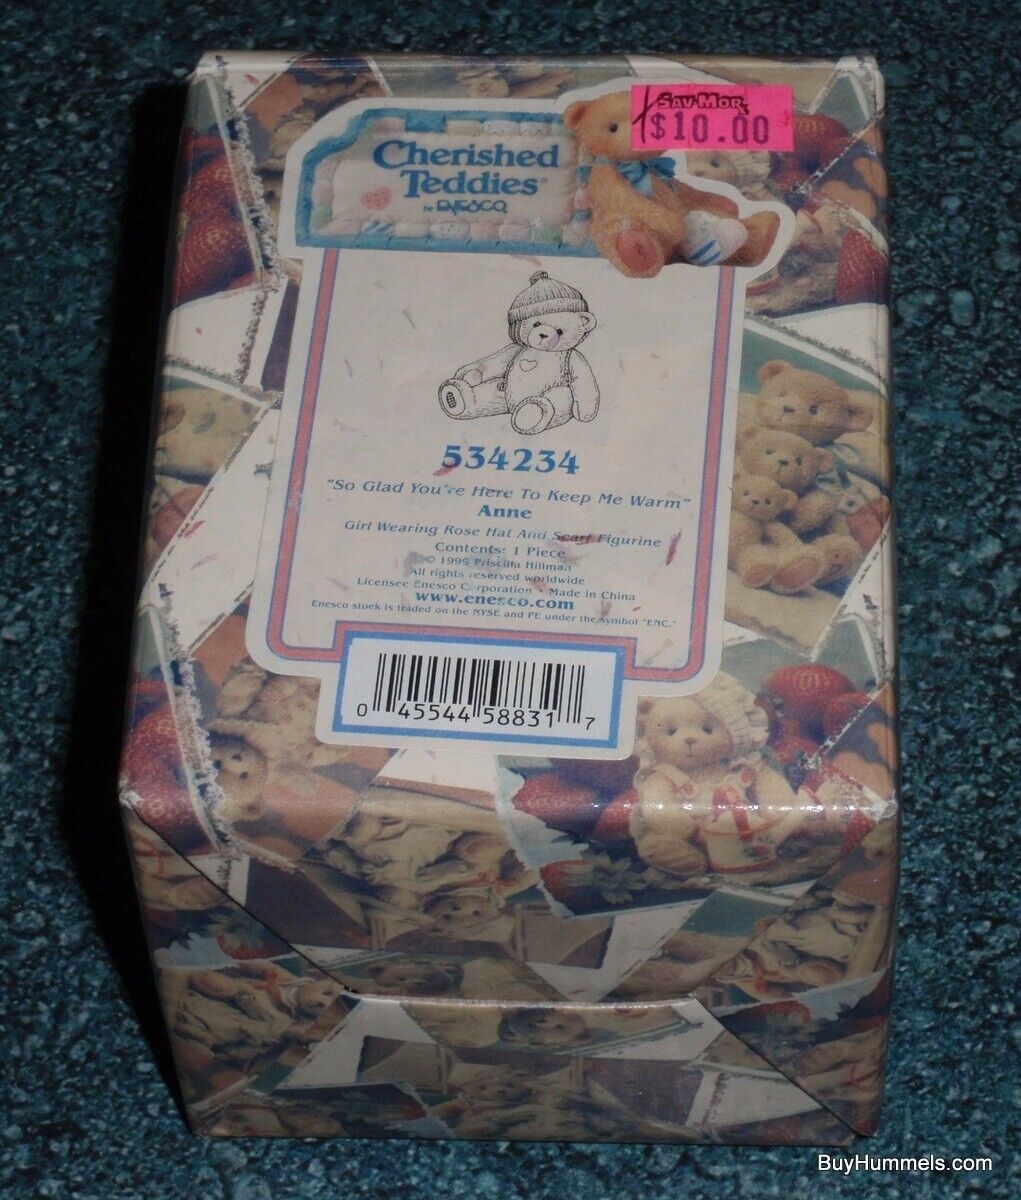 SAV-MOR
$10.00
Cherished
Teddies®
by ENESCO
534234
"So Glad You're Here To Keep Me Warm"
Anne
Girl Wearing Rose Hat And Scarf Figurine
Contents: 1 Piece
© 1999 Priscilla Hillman
All rights reserved worldwide
Licensee Enesco Corporation · Made in China
www.enesco.com
Enesco stock is traded on the NYSE and PE under the symbol "ENC."
0 45544 58831 7
BuyHummels.com